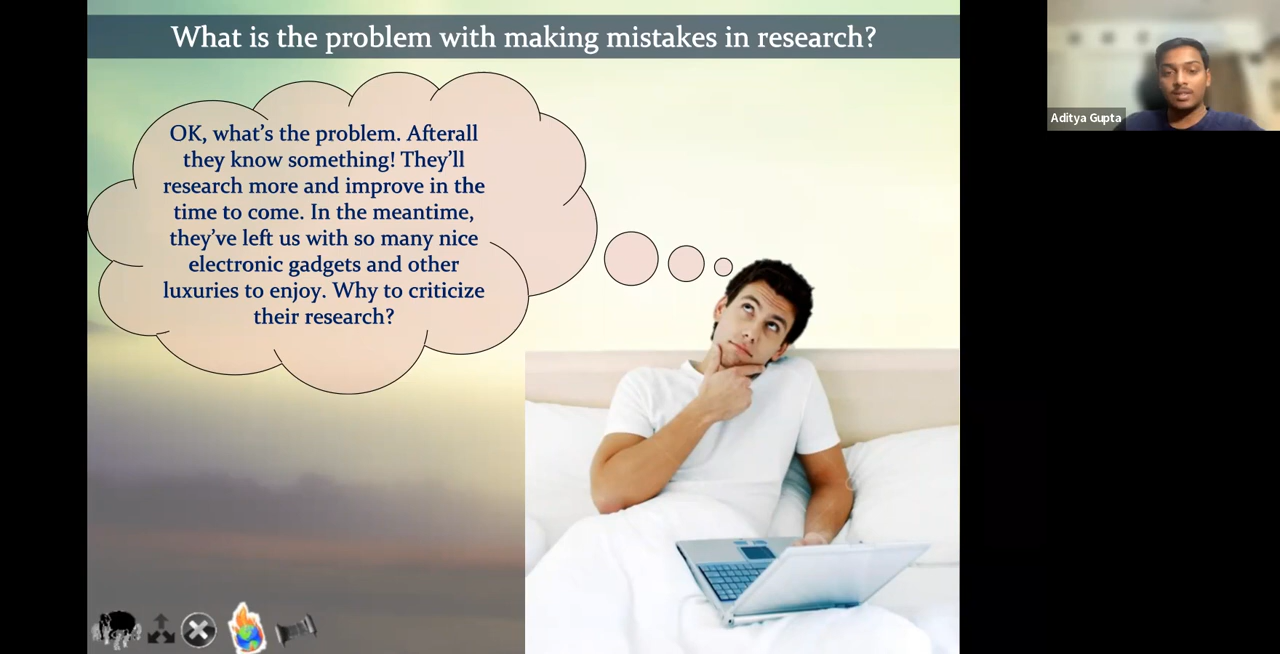 What is the problem with making mistakes in research?
OK, what's the problem. Afterall
they know something! They'll
research more and improve in the
time to come. In the meantime,
they've left us with so many nice
electronic gadgets and other
luxuries to enjoy. Why to criticize
their research?
Aditya Gupta